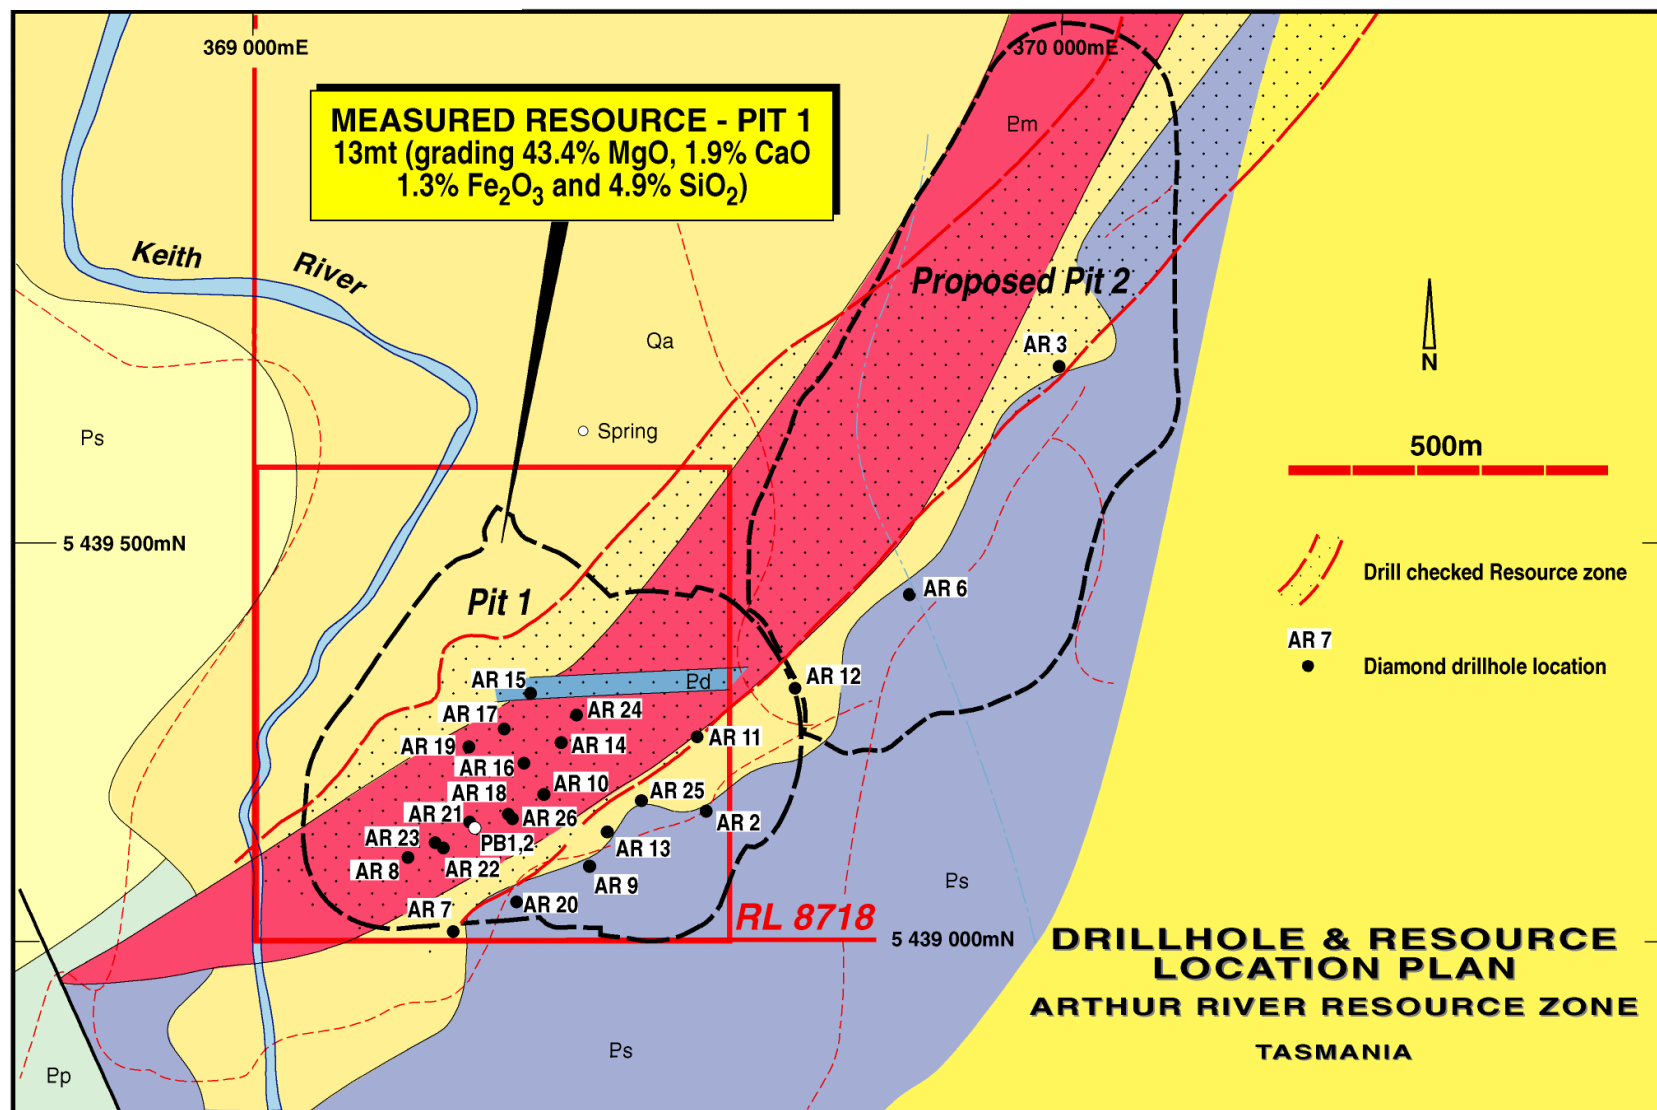 369 000mE
370 000mE
MEASURED RESOURCE - PIT 1
13mt (grading 43.4% MgO, 1.9% CaO
1.3% Fe₂O₃ and 4.9% SiO₂)
Pm
Keith River
Proposed Pit 2
Qa
AR 3
N
Ps
Spring
500m
5 439 500mN
Drill checked Resource zone
Pit 1
AR 6
AR 7
Diamond drillhole location
AR 15
Pd
AR 12
AR 17
AR 24
AR 19
AR 14
AR 11
AR 16
AR 18
AR 10
AR 25
AR 21
AR 26
AR 2
AR 23
PB1,2
AR 13
AR 8
AR 22
AR 9
Ps
AR 7
AR 20
RL 8718
5 439 000mN
DRILLHOLE & RESOURCE
LOCATION PLAN
ARTHUR RIVER RESOURCE ZONE
TASMANIA
Ps
Pp